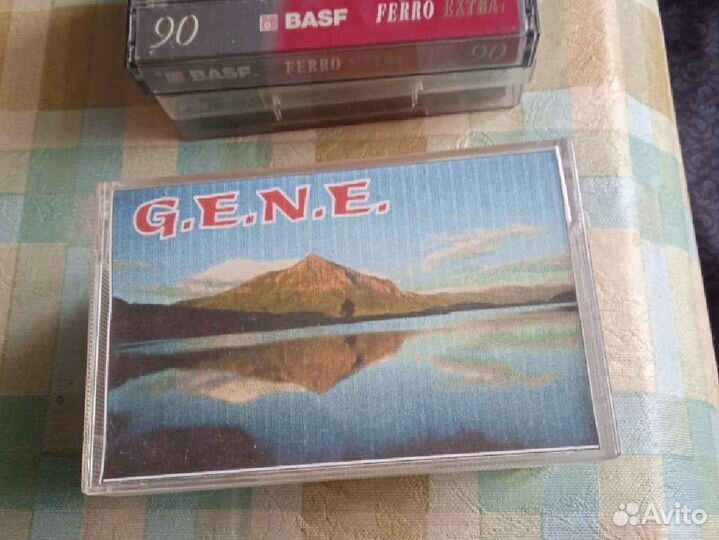 90 BASF FERRO EXTRA I
BASF FERRO 90
G.E.N.E.
Avito